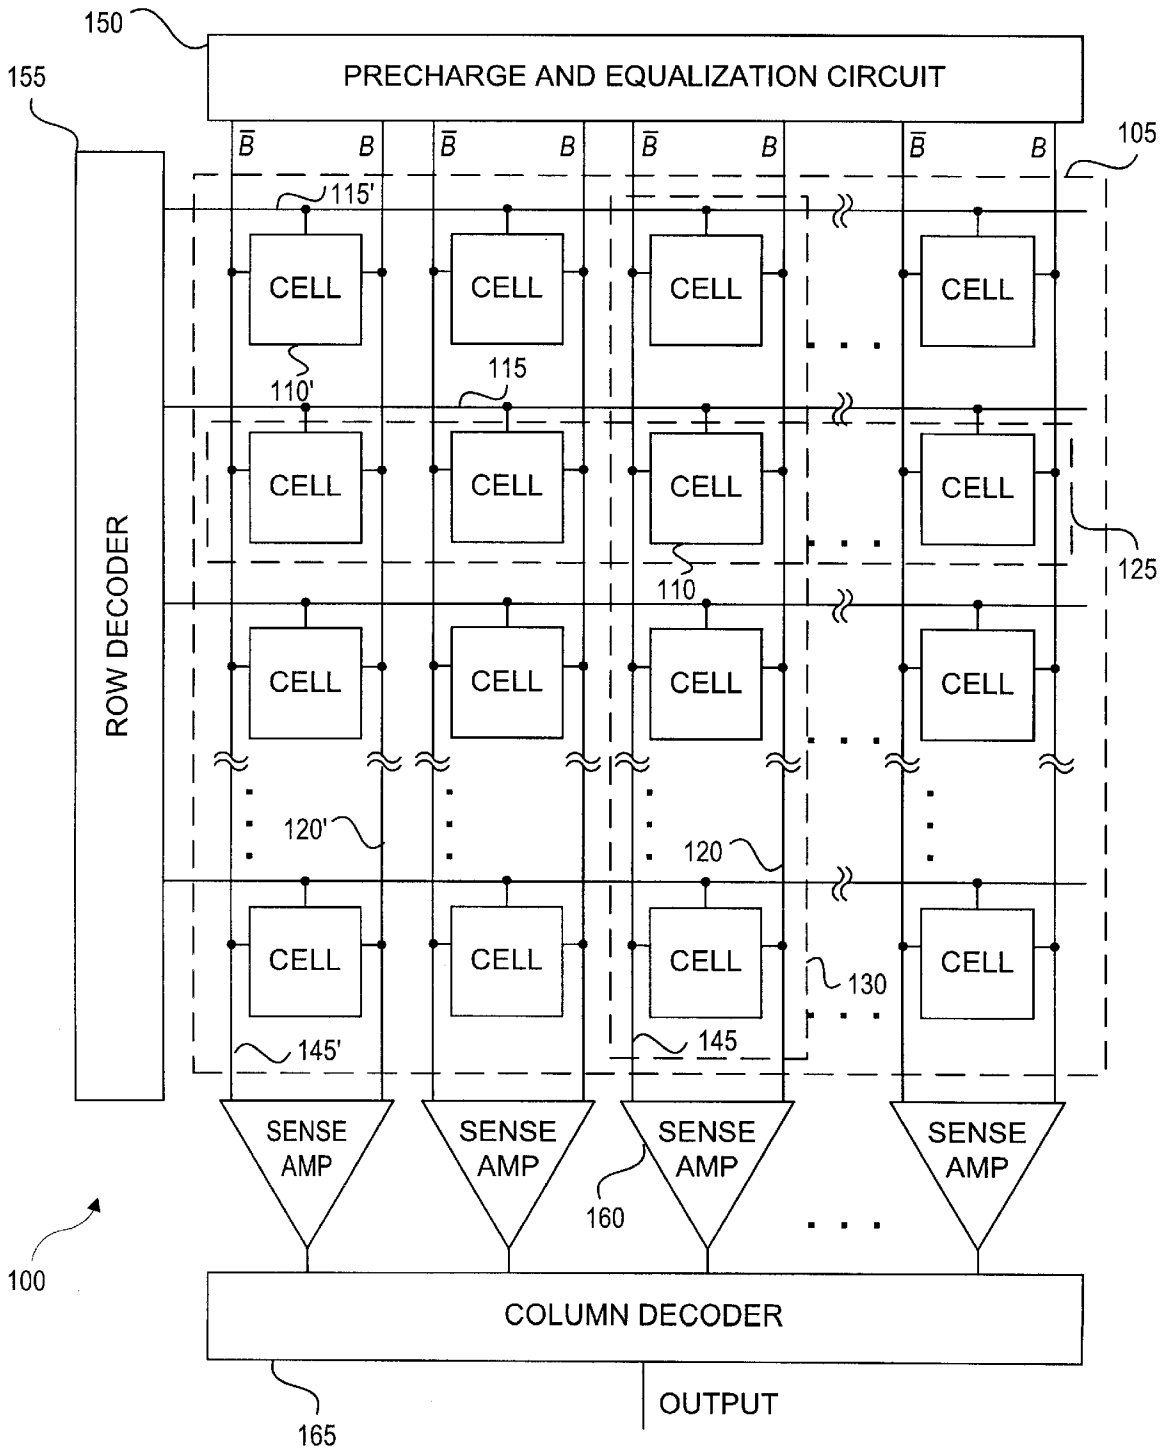 150
PRECHARGE AND EQUALIZATION CIRCUIT
155
B̅ B B̅ B B̅ B B̅ B
105
115'
CELL CELL CELL CELL
110'
115
CELL CELL CELL CELL
125
110
ROW DECODER
CELL CELL CELL CELL
120'
120
CELL CELL CELL CELL
130
145'
145
SENSE AMP
SENSE AMP
SENSE AMP
SENSE AMP
160
100
COLUMN DECODER
OUTPUT
165